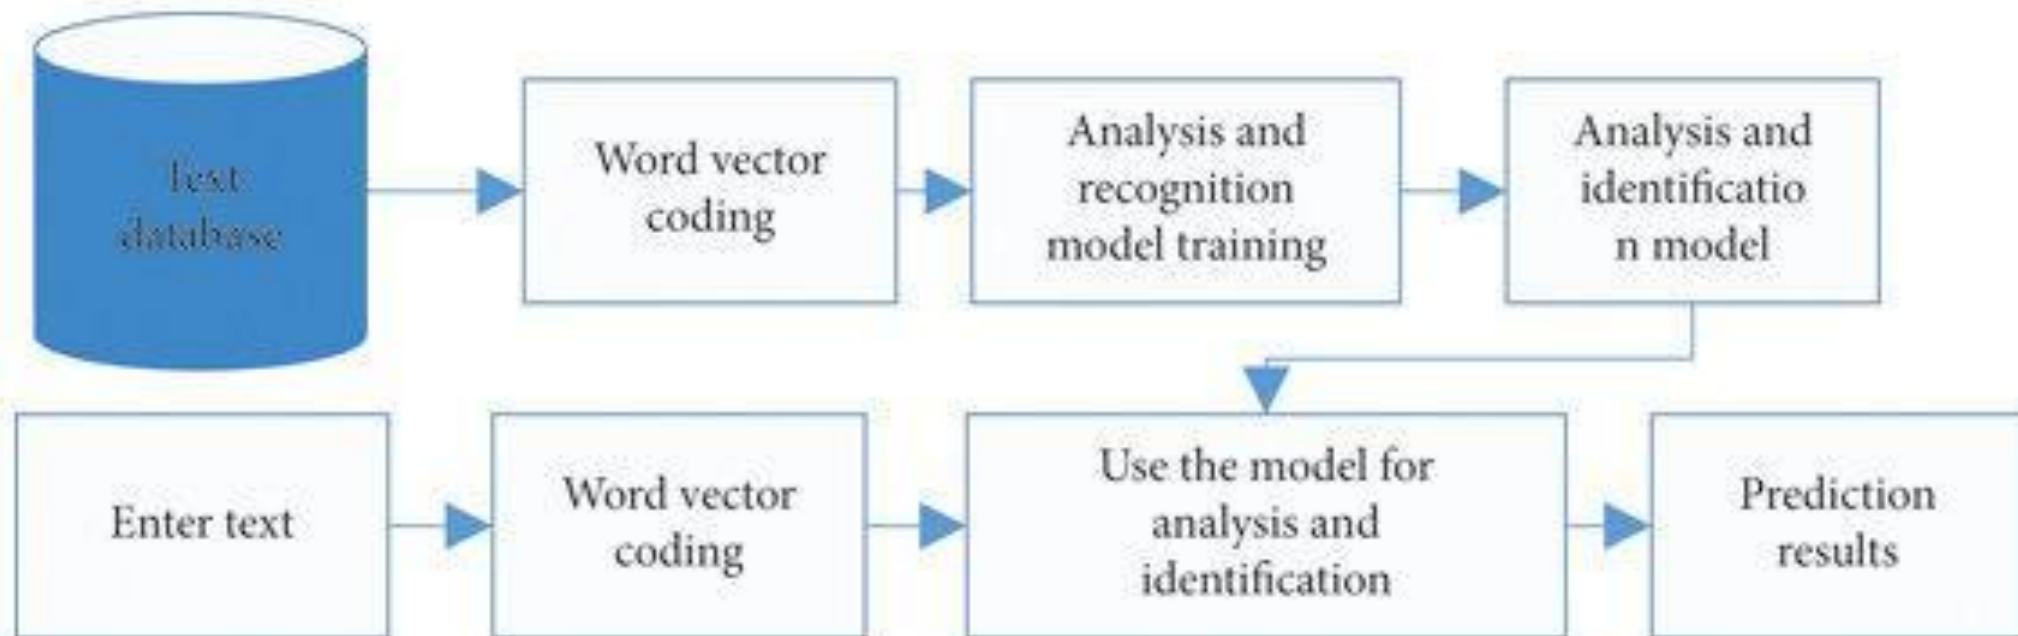 Text
database
Word vector
coding
Analysis and
recognition
model training
Analysis and
identificatio
n model
Enter text
Word vector
coding
Use the model for
analysis and
identification
Prediction
results